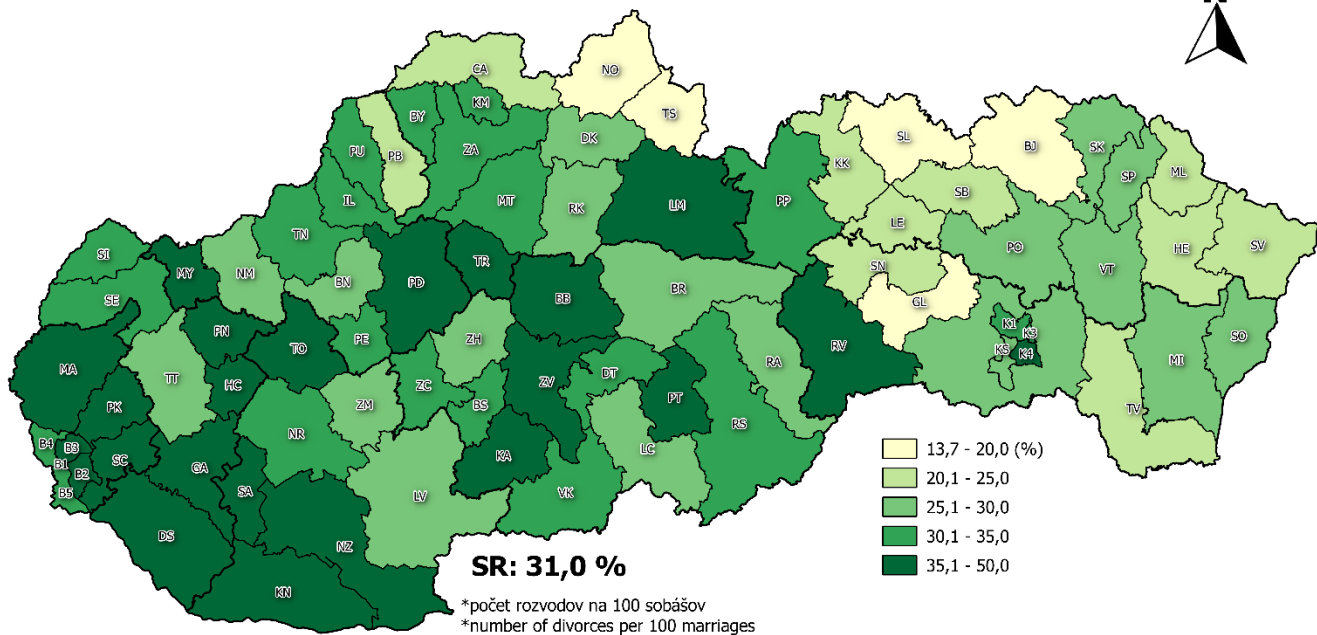 N
CA
NO
TS
BY
KM
PU
PB
ZA
DK
IL
MT
RK
LM
PP
KK
SL
BJ
SK
SP
ML
SB
LE
PO
HE
SV
VT
SN
GL
SI
MY
NM
TN
BN
PD
TR
BB
BR
SE
PN
TO
PE
ZH
RA
RV
K1
K3
KS
K4
MI
SO
MA
TT
HC
ZC
ZV
DT
PT
RS
PK
ZM
BS
NR
LC
TV
B4
B3
B1
B2
B5
SC
GA
SA
KA
LV
VK
DS
NZ
KN
13,7 - 20,0 (%)
20,1 - 25,0
25,1 - 30,0
30,1 - 35,0
35,1 - 50,0
SR: 31,0 %
*počet rozvodov na 100 sobášov
*number of divorces per 100 marriages